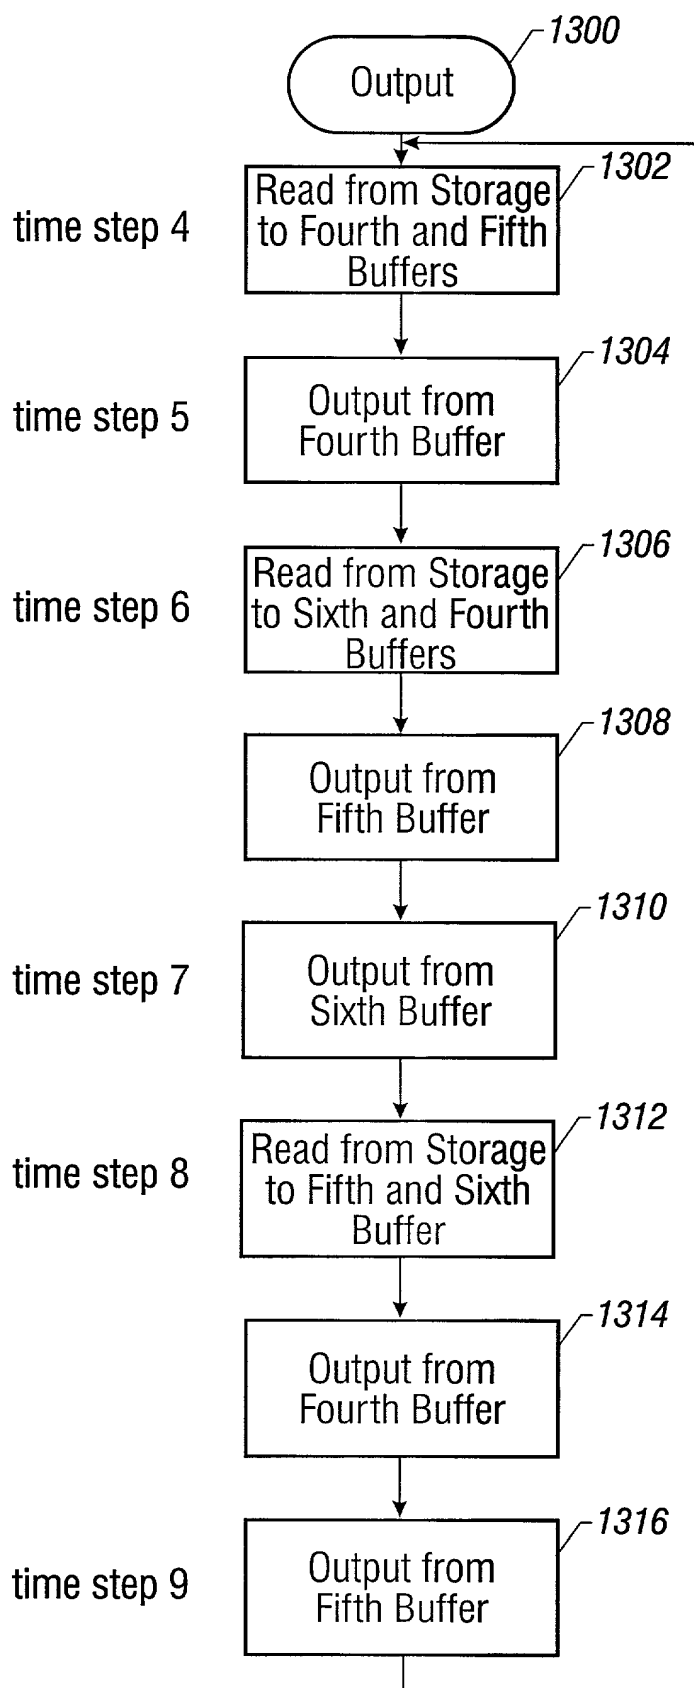 1300
Output
1302
time step 4
Read from Storage
to Fourth and Fifth
Buffers
1304
time step 5
Output from
Fourth Buffer
1306
time step 6
Read from Storage
to Sixth and Fourth
Buffers
1308
Output from
Fifth Buffer
1310
time step 7
Output from
Sixth Buffer
1312
time step 8
Read from Storage
to Fifth and Sixth
Buffer
1314
Output from
Fourth Buffer
1316
time step 9
Output from
Fifth Buffer